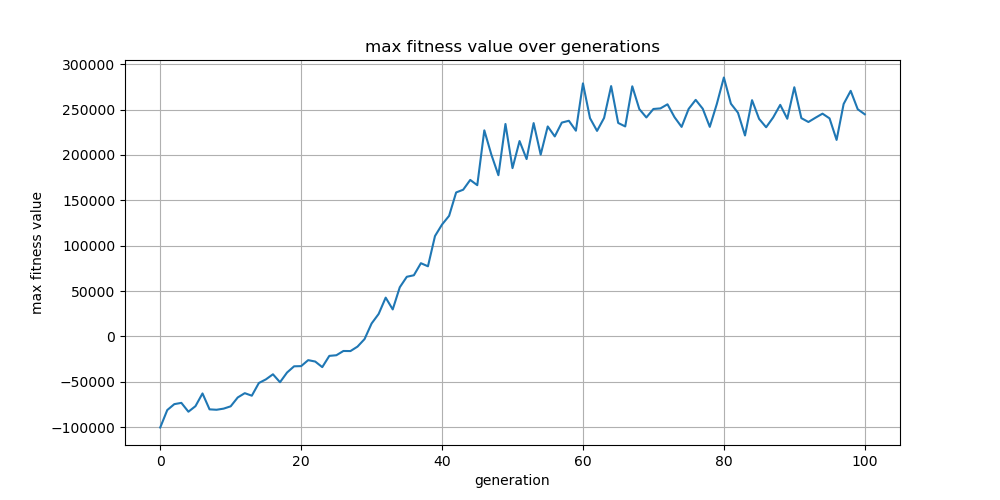 max fitness value over generations
300000
250000
200000
150000
100000
50000
0
−50000
−100000
max fitness value
0 20 40 60 80 100
generation